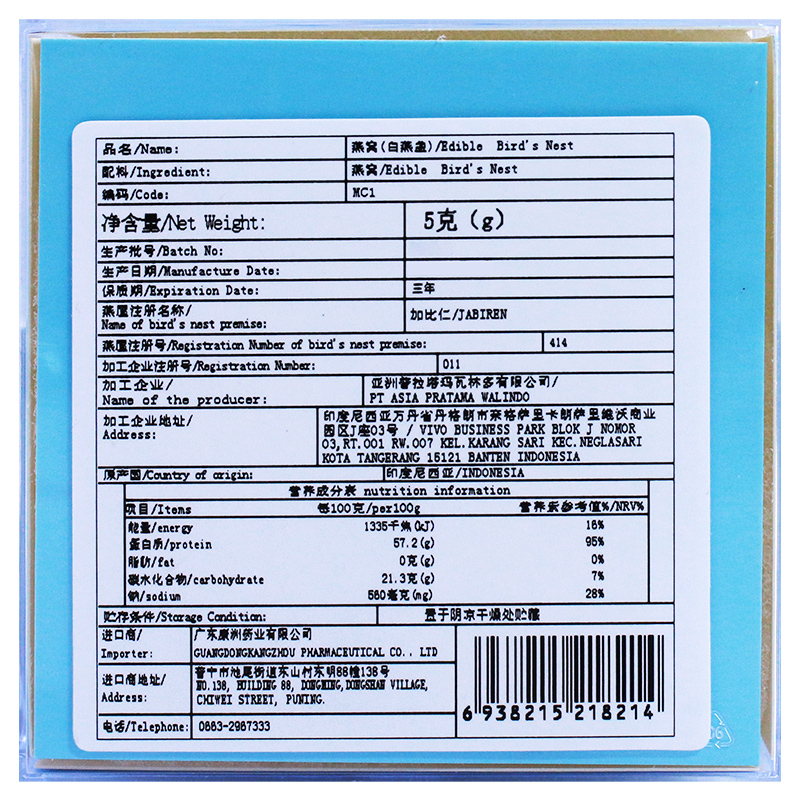 品名/Name: 燕窝(白燕盏)/Edible Bird's Nest
配料/Ingredient: 燕窝/Edible Bird's Nest
编码/Code: MC1
净含量/Net Weight: 5克(g)
生产批号/Batch No:
生产日期/Manufacture Date:
保质期/Expiration Date: 三年
燕屋注册名称/
Name of bird's nest premise: 加比仁/JABIREN
燕屋注册号/Registration Number of bird's nest premise: 414
加工企业注册号/Registration Number: 011
加工企业/
Name of the producer:
亚洲普拉塔玛瓦林多有限公司/
PT ASIA PRATAMA WALINDO
加工企业地址/
Address:
印度尼西亚万丹省丹格朗市奈格萨里卡朗萨里维沃商业
园区J座03号 / VIVO BUSINESS PARK BLOK J NOMOR
03,RT.001 RW.007 KEL.KARANG SARI KEC.NEGLASARI
KOTA TANGERANG 15121 BANTEN INDONESIA
原产国/Country of origin: 印度尼西亚/INDONESIA
营养成分表 nutrition information
项目/Items 每100克/per100g 营养素参考值%/NRV%
能量/energy 1335千焦(kJ) 16%
蛋白质/protein 57.2(g) 95%
脂肪/fat 0克(g) 0%
碳水化合物/carbohydrate 21.3克(g) 7%
钠/sodium 560毫克(mg) 28%
贮存条件/Storage Condition: 置于阴凉干燥处贮藏
进口商/
Importer:
广东康洲药业有限公司
GUANGDONGKANGZHOU PHARMACEUTICAL CO., LTD
进口商地址/
Address:
普宁市池尾街道东山村东明88幢138号
NO.138, BUILDING 88, DONGMING,DONGSHAN VILLAGE,
CHIWEI STREET, PUNING.
电话/Telephone: 0663-2967333
6 938215 218214